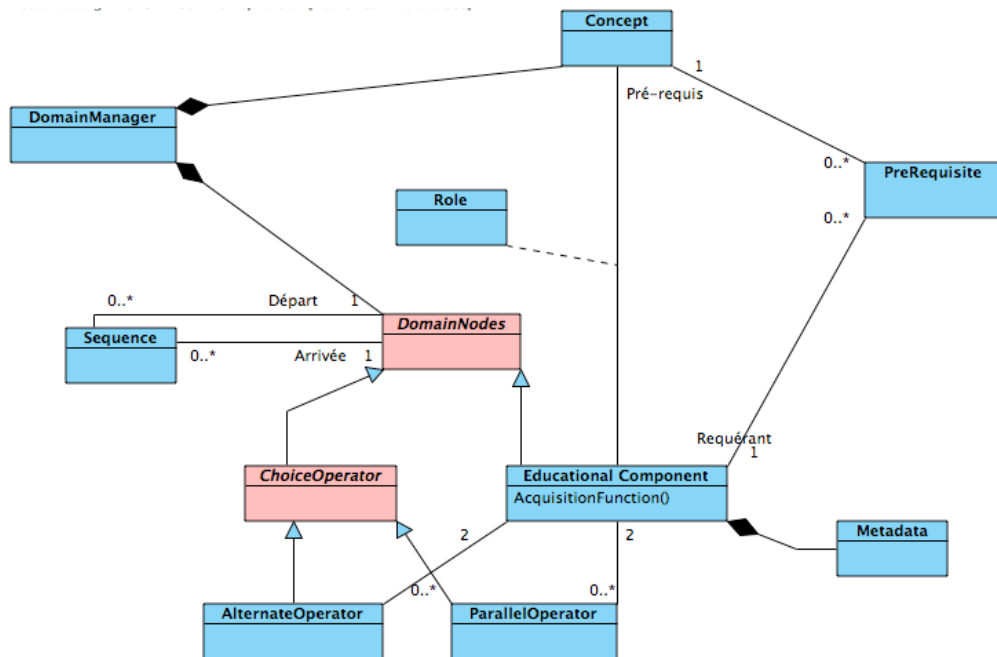 Concept
1
Pré-requis
DomainManager
0..*
PreRequisite
0..*
Role
0..*
Départ
1
DomainNodes
Sequence
0..*
Arrivée
1
Requérant
1
ChoiceOperator
Educational Component
AcquisitionFunction()
2
2
Metadata
0..*
0..*
AlternateOperator
ParallelOperator